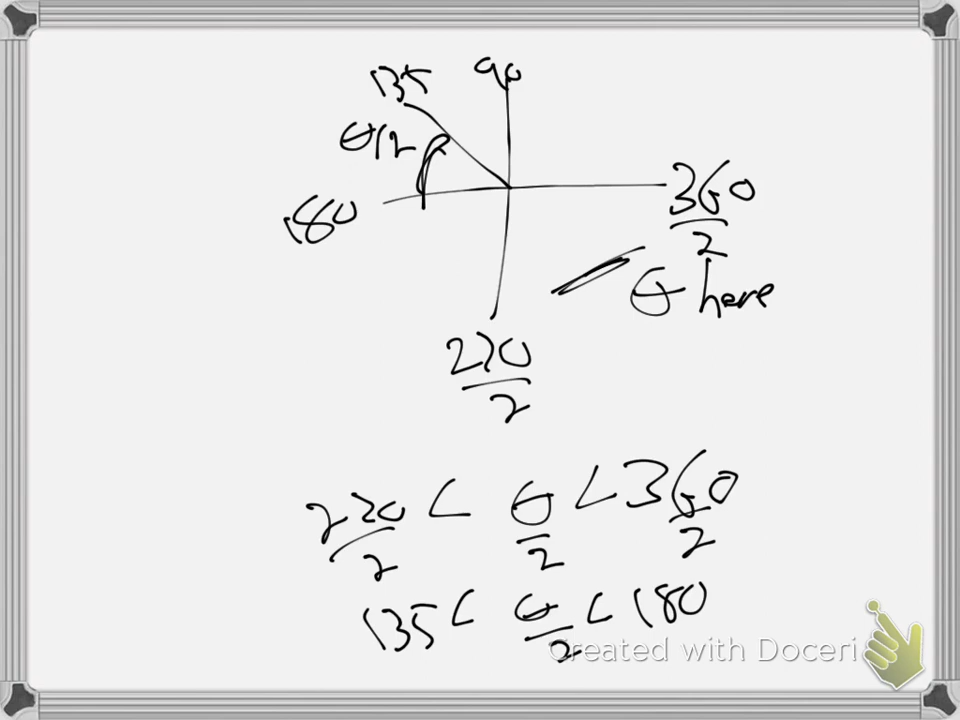 135 90
θ/2
180
360/2
θ here
270/2
270/2 < θ/2 < 360/2
135 < θ/2 < 180
Created with Doceri